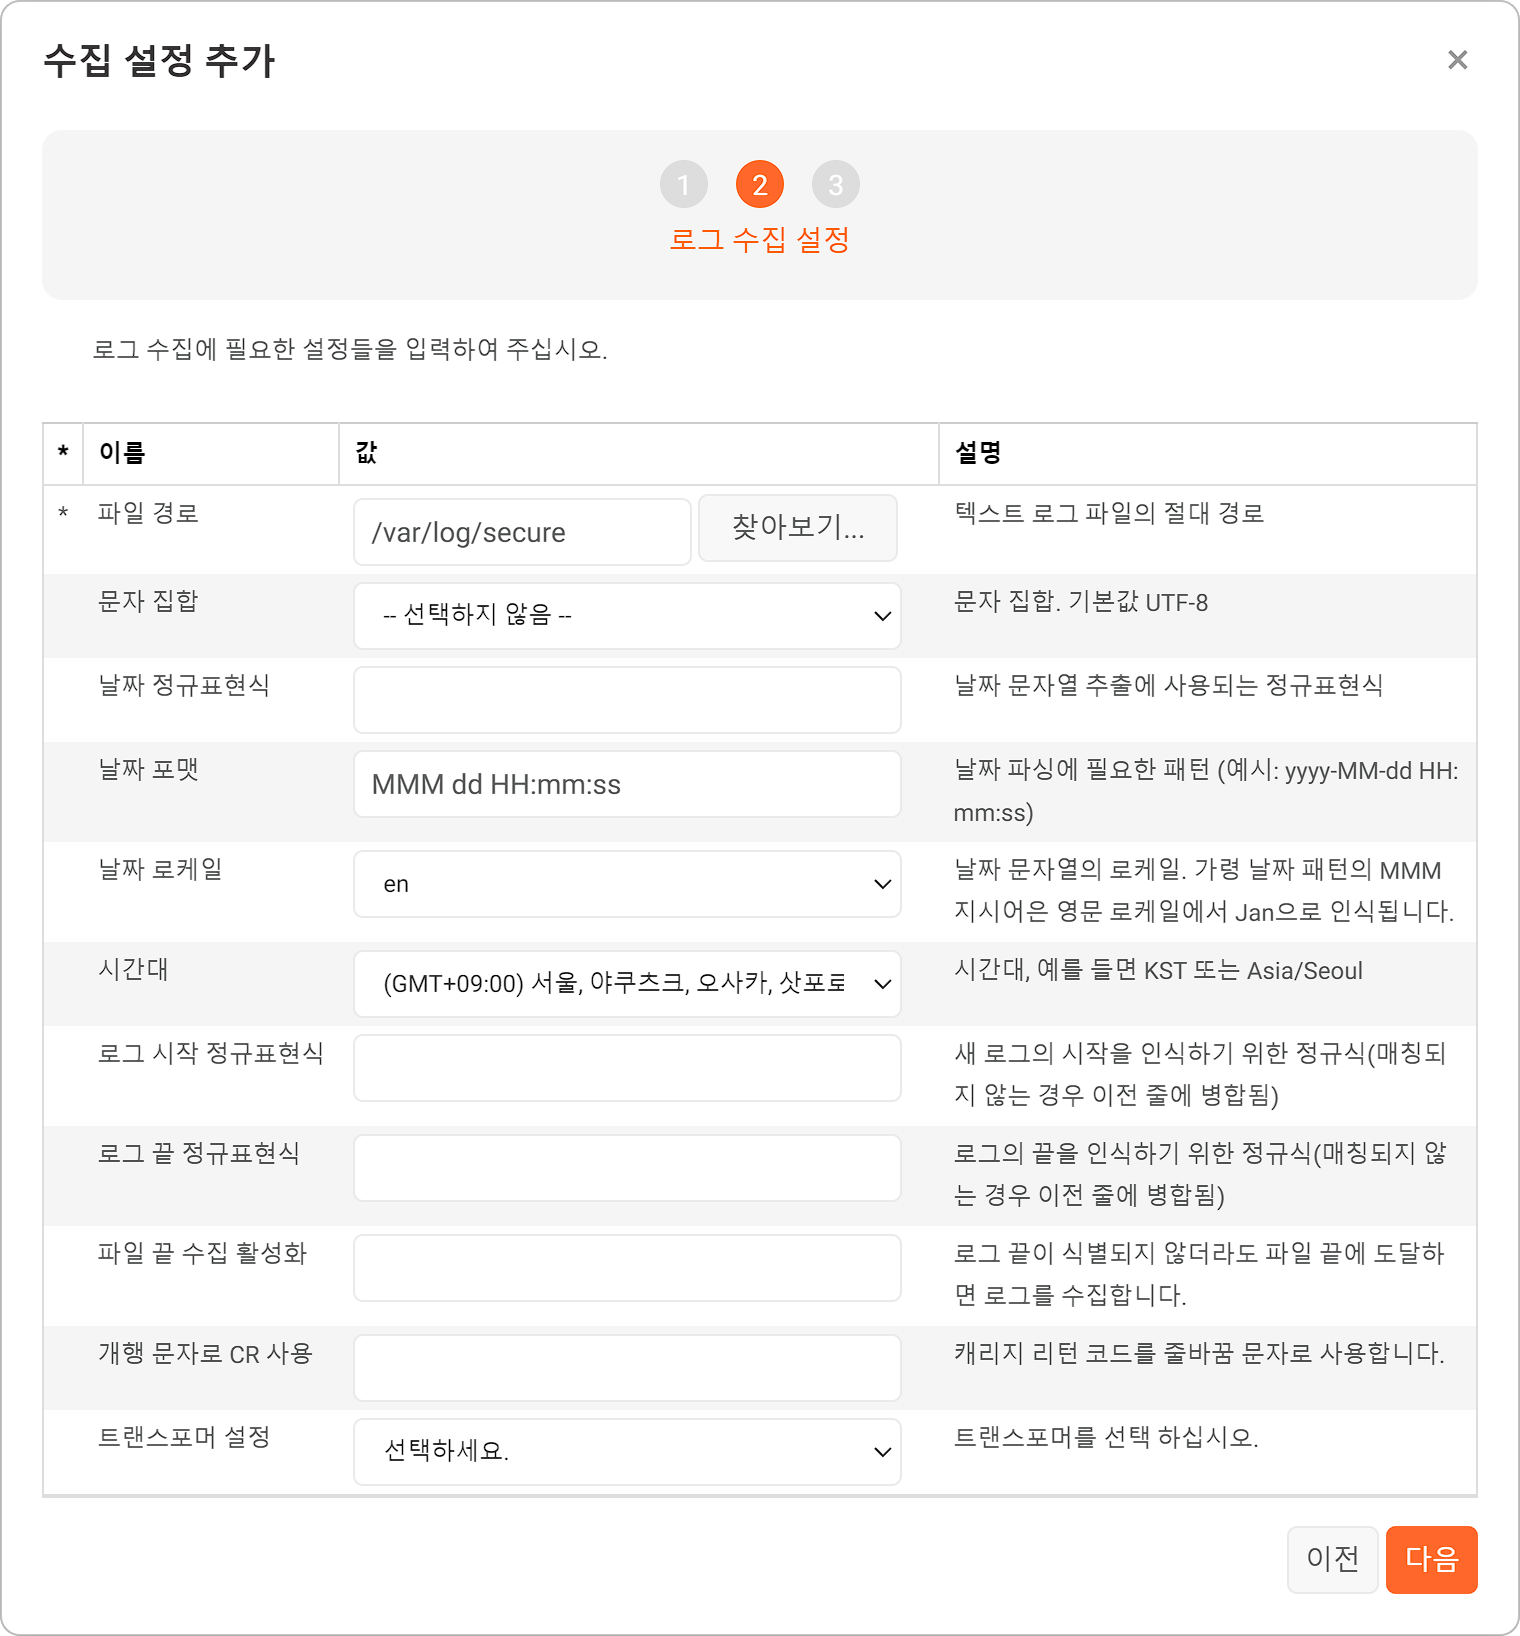 수집 설정 추가
×
1 2 3
로그 수집 설정
로그 수집에 필요한 설정들을 입력하여 주십시오.
* 이름 값 설명
* 파일 경로 /var/log/secure 찾아보기... 텍스트 로그 파일의 절대 경로
문자 집합 -- 선택하지 않음 -- 문자 집합. 기본값 UTF-8
날짜 정규표현식 날짜 문자열 추출에 사용되는 정규표현식
날짜 포맷 MMM dd HH:mm:ss 날짜 파싱에 필요한 패턴 (예시: yyyy-MM-dd HH:
mm:ss)
날짜 로케일 en 날짜 문자열의 로케일. 가령 날짜 패턴의 MMM
지시어은 영문 로케일에서 Jan으로 인식됩니다.
시간대 (GMT+09:00) 서울, 야쿠츠크, 오사카, 삿포로 시간대, 예를 들면 KST 또는 Asia/Seoul
로그 시작 정규표현식 새 로그의 시작을 인식하기 위한 정규식(매칭되
지 않는 경우 이전 줄에 병합됨)
로그 끝 정규표현식 로그의 끝을 인식하기 위한 정규식(매칭되지 않
는 경우 이전 줄에 병합됨)
파일 끝 수집 활성화 로그 끝이 식별되지 않더라도 파일 끝에 도달하
면 로그를 수집합니다.
개행 문자로 CR 사용 캐리지 리턴 코드를 줄바꿈 문자로 사용합니다.
트랜스포머 설정 선택하세요. 트랜스포머를 선택 하십시오.
이전 다음